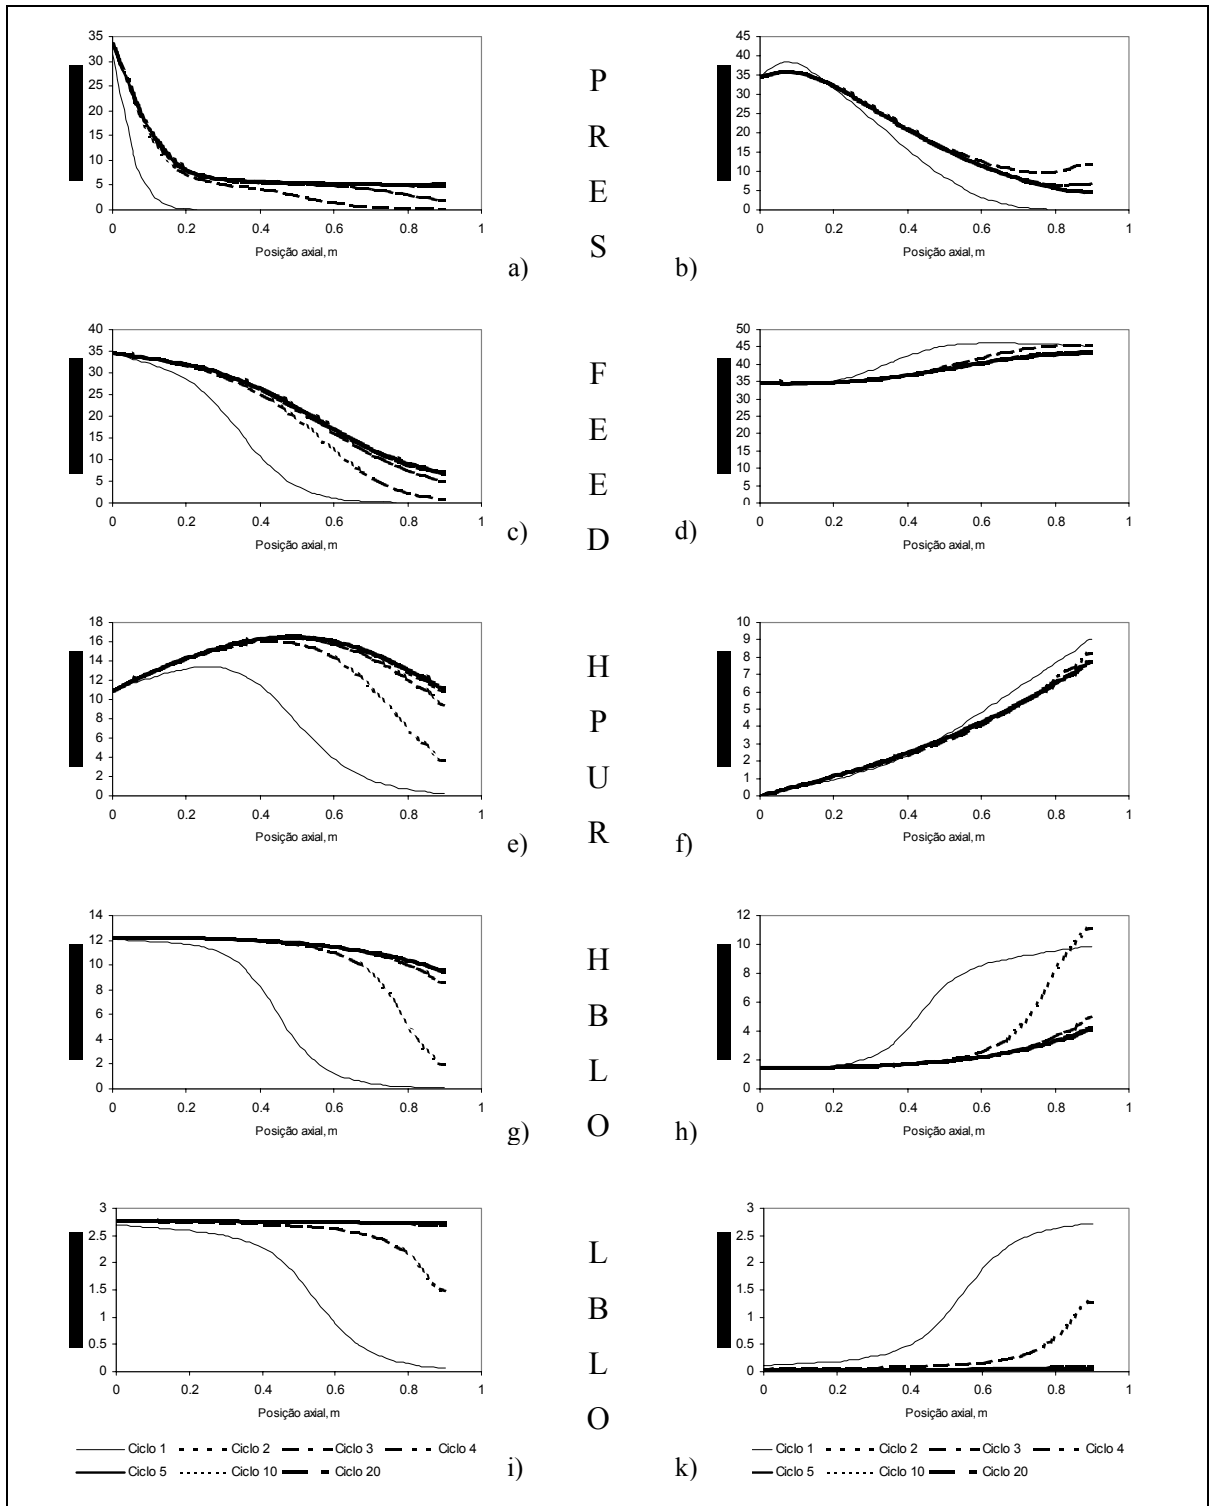 35
30
25
20
15
10
5
0
0 0.2 0.4 0.6 0.8 1
Posição axial, m
a)
P
R
E
S
45
40
35
30
25
20
15
10
5
0
0 0.2 0.4 0.6 0.8 1
Posição axial, m
b)
40
35
30
25
20
15
10
5
0
0 0.2 0.4 0.6 0.8 1
Posição axial, m
c)
F
E
E
D
50
45
40
35
30
25
20
15
10
5
0
0 0.2 0.4 0.6 0.8 1
Posição axial, m
d)
18
16
14
12
10
8
6
4
2
0
0 0.2 0.4 0.6 0.8 1
Posição axial, m
e)
H
P
U
R
10
9
8
7
6
5
4
3
2
1
0
0 0.2 0.4 0.6 0.8 1
Posição axial, m
f)
14
12
10
8
6
4
2
0
0 0.2 0.4 0.6 0.8 1
Posição axial, m
g)
H
B
L
O
12
10
8
6
4
2
0
0 0.2 0.4 0.6 0.8 1
Posição axial, m
h)
3
2.5
2
1.5
1
0.5
0
0 0.2 0.4 0.6 0.8 1
Posição axial, m
Ciclo 1 Ciclo 2 Ciclo 3 Ciclo 4
Ciclo 5 Ciclo 10 Ciclo 20
i)
L
B
L
O
3
2.5
2
1.5
1
0.5
0
0 0.2 0.4 0.6 0.8 1
Posição axial, m
Ciclo 1 Ciclo 2 Ciclo 3 Ciclo 4
Ciclo 5 Ciclo 10 Ciclo 20
k)